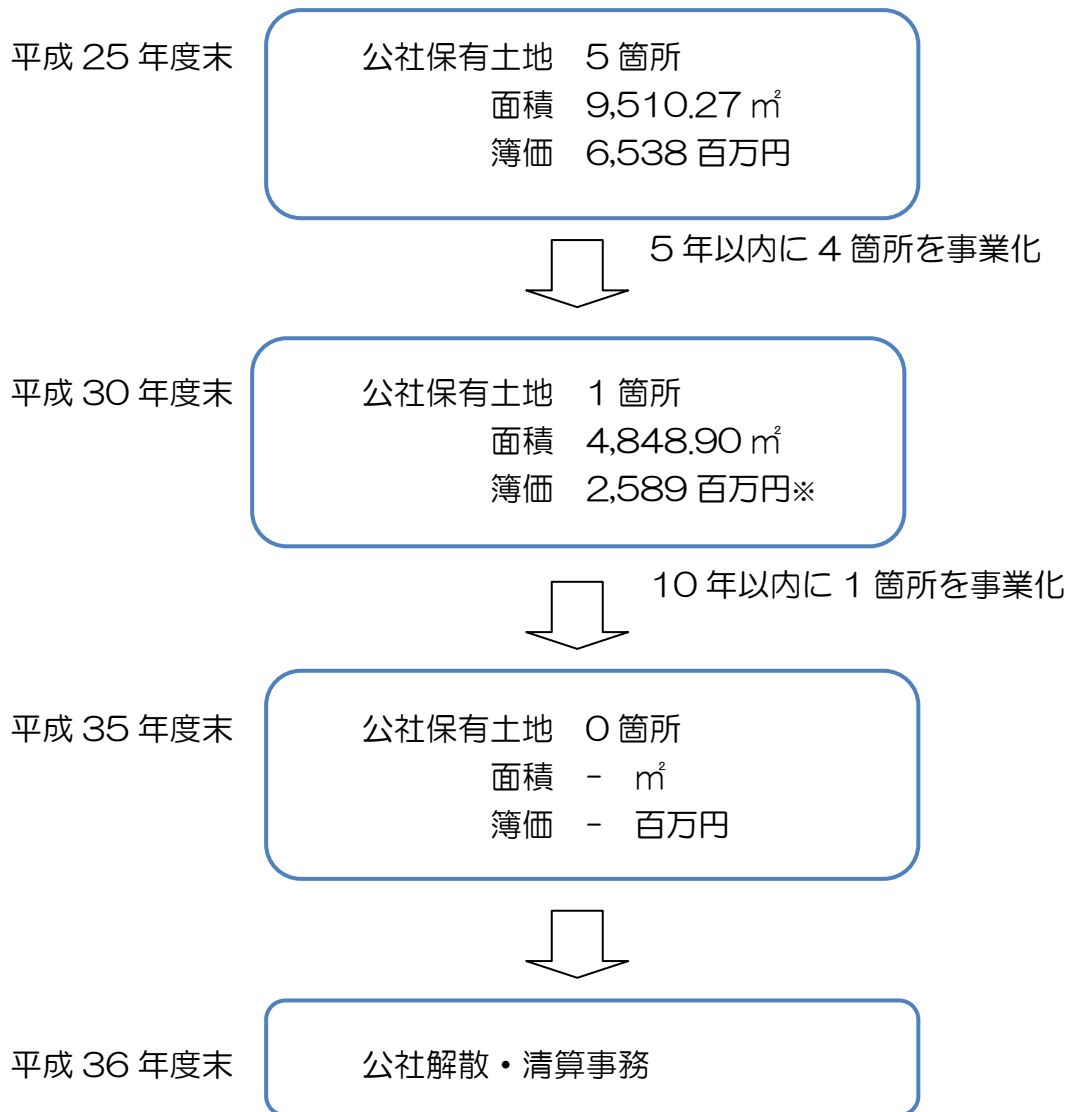 平成 25 年度末 公社保有土地 5 箇所
面積 9,510.27 ㎡
簿価 6,538 百万円
5 年以内に 4 箇所を事業化
平成 30 年度末 公社保有土地 1 箇所
面積 4,848.90 ㎡
簿価 2,589 百万円※
10 年以内に 1 箇所を事業化
平成 35 年度末 公社保有土地 0 箇所
面積 - ㎡
簿価 - 百万円
平成 36 年度末 公社解散・清算事務